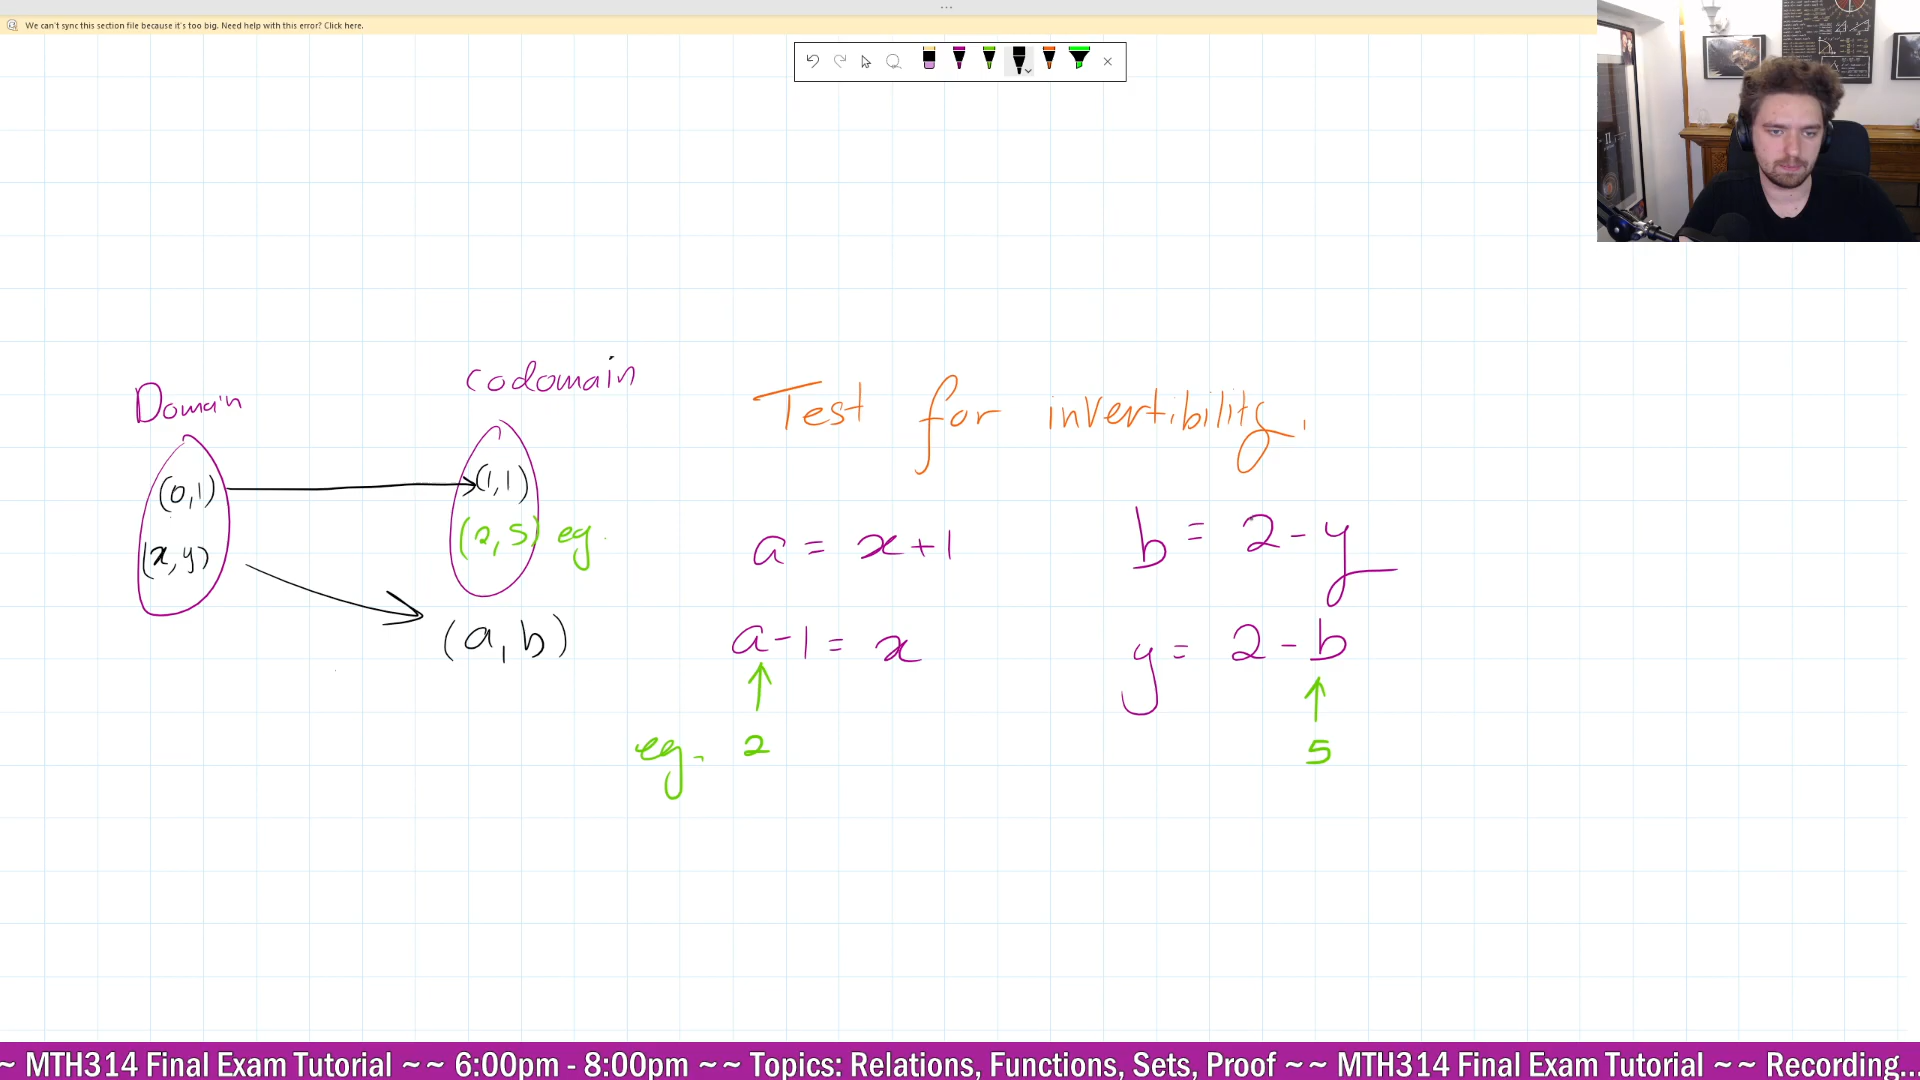 We can't sync this section file because it's too big. Need help with this error? Click here.
Domain
codomain
Test for invertibility.
(0,1)
(1,1)
(2,5) eg.
(x,y)
(a,b)
a = x+1
b = 2-y
a-1 = x
y = 2-b
eg. 2
5
~ MTH314 Final Exam Tutorial ~~ 6:00pm - 8:00pm ~~ Topics: Relations, Functions, Sets, Proof ~~ MTH314 Final Exam Tutorial ~~ Recording...